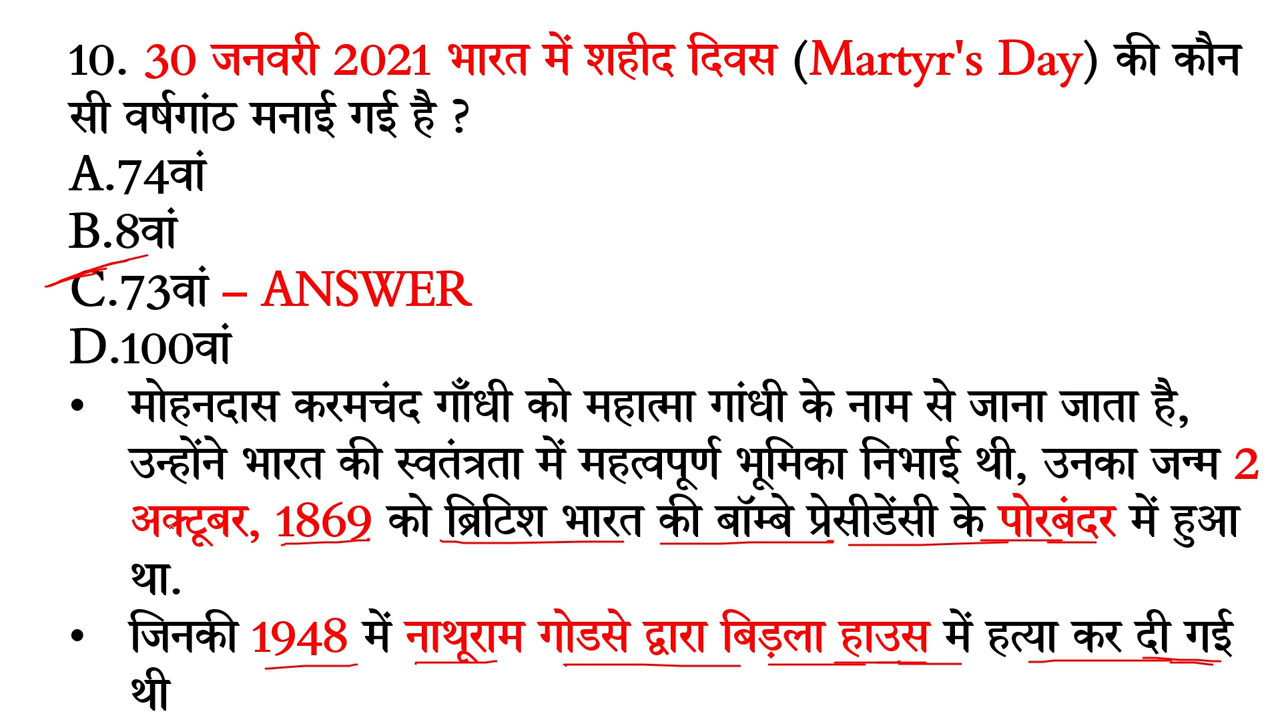 10. 30 जनवरी 2021 भारत में शहीद दिवस (Martyr's Day) की कौन
सी वर्षगांठ मनाई गई है ?
A.74वां
B.8वां
C.73वां – ANSWER
D.100वां
• मोहनदास करमचंद गाँधी को महात्मा गांधी के नाम से जाना जाता है,
उन्होंने भारत की स्वतंत्रता में महत्वपूर्ण भूमिका निभाई थी, उनका जन्म 2
अक्टूबर, 1869 को ब्रिटिश भारत की बॉम्बे प्रेसीडेंसी के पोरबंदर में हुआ
था.
• जिनकी 1948 में नाथूराम गोडसे द्वारा बिड़ला हाउस में हत्या कर दी गई
थी